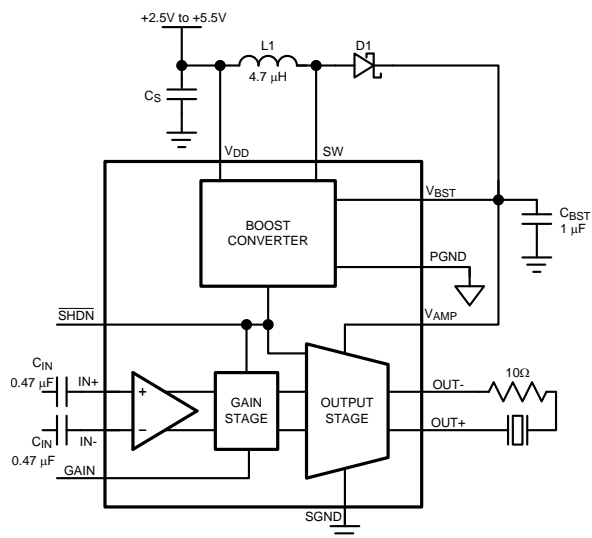 +2.5V to +5.5V
L1
D1
4.7 μH
CS
VDD
SW
VBST
BOOST
CONVERTER
CBST
1 μF
PGND
SHDN
VAMP
CIN
0.47 μF
IN+
+
GAIN
STAGE
OUTPUT
STAGE
OUT-
10Ω
CIN
0.47 μF
IN-
−
OUT+
GAIN
SGND